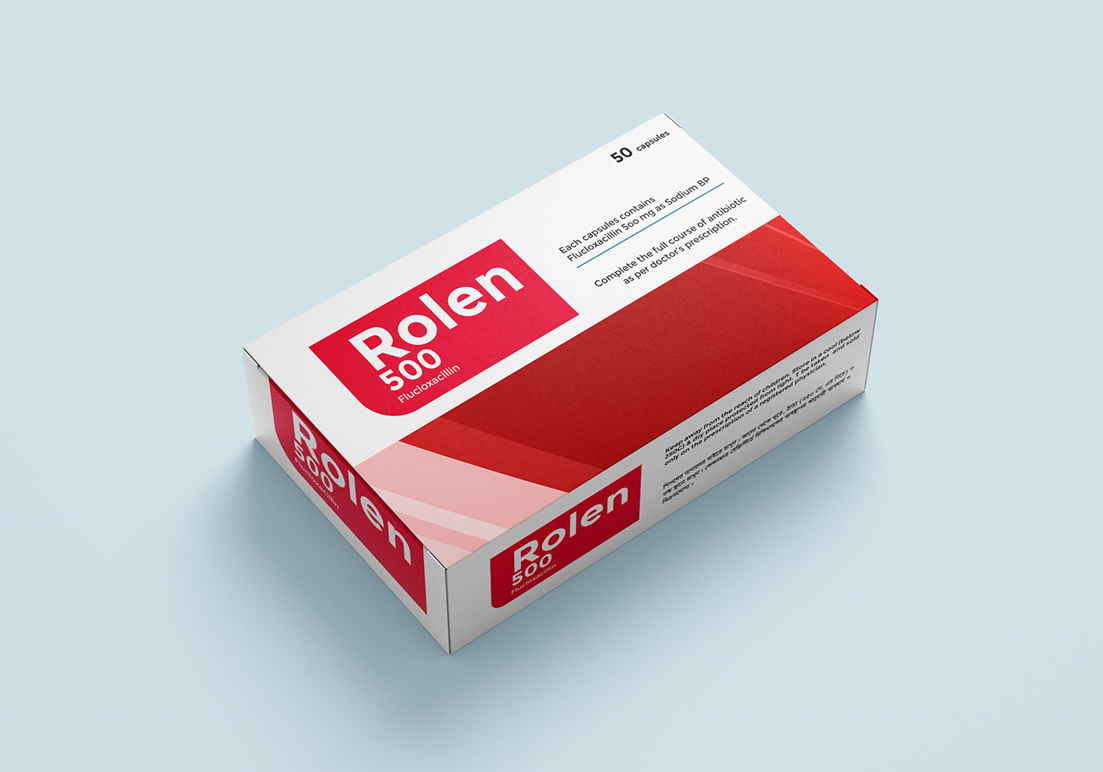 50 capsules
Each capsules contains
Flucloxacillin 500 mg as Sodium BP
Complete the full course of antibiotic
as per doctor's prescription.
Rolen
500
Flucloxacillin
Rolen
500
Flucloxacillin
Rolen
500
Flucloxacillin
Keep away from the reach of children. Store in a cool (below
25OC) & dry place protected from light. T be taken and sold
only on the prescription of a registered physician.
রাখুন। আলো থেকে দূরে,
স্থানে রাখুন।